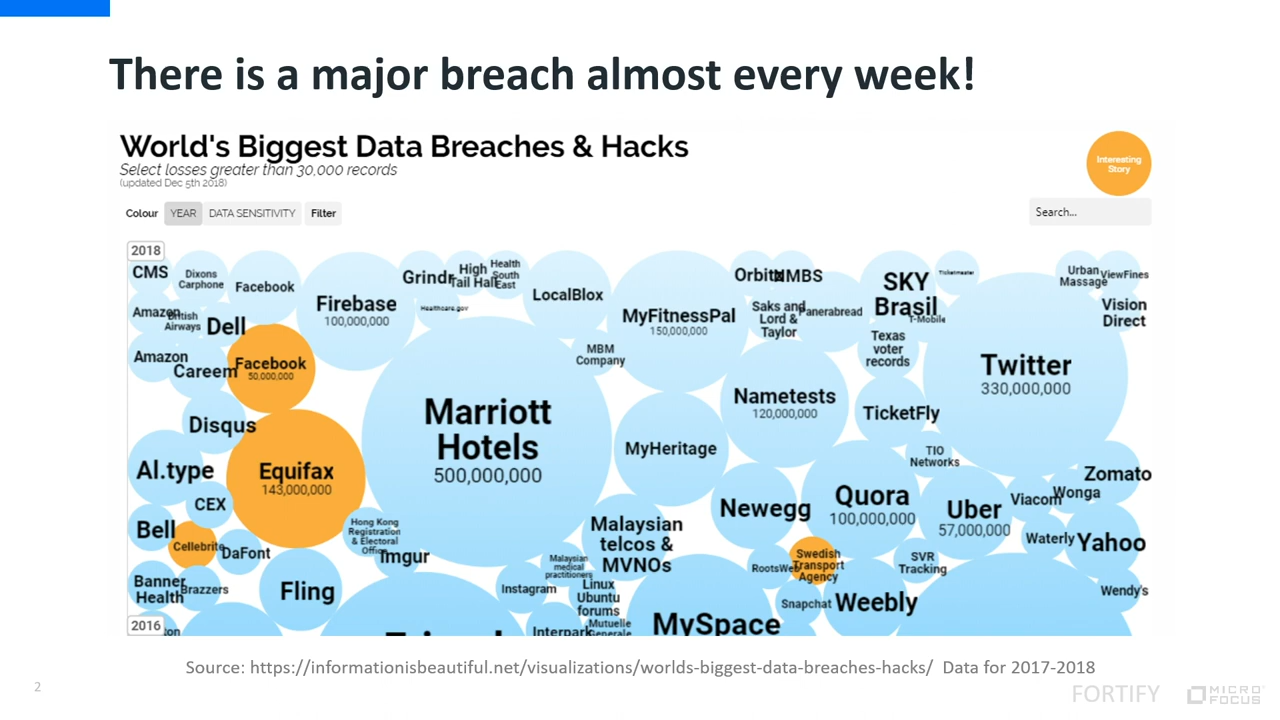 There is a major breach almost every week!
World's Biggest Data Breaches & Hacks
Select losses greater than 30,000 records
(updated Dec 5th 2018)
Interesting
Story
Colour YEAR DATA SENSITIVITY Filter
Search...
2018
CMS
Dixons
Carphone
Facebook
Firebase
100,000,000
Grindr
High
Tail Hall
Health
South
East
Healthcare.gov
LocalBlox
MyFitnessPal
150,000,000
Orbitz
NMBS
Saks and
Lord &
Taylor
Panerabread
SKY
Brasil
T-Mobile
Ticketmaster
Urban
Massage
ViewFines
Vision
Direct
Amazon
British
Airways
Dell
Amazon
Careem
Facebook
50,000,000
MBM
Company
Texas
voter
records
Twitter
330,000,000
Disqus
Marriott
Hotels
500,000,000
Nametests
120,000,000
TicketFly
Al.type
Equifax
143,000,000
MyHeritage
TIO
Networks
Zomato
CEX
Newegg
Quora
100,000,000
Uber
57,000,000
Viacom
Wonga
Bell
Cellebrite
DaFont
Hong Kong
Registration
& Electoral
Office
Imgur
Malaysian
telcos &
MVNOs
Malaysian
medical
practitioners
RootsWeb
Swedish
Transport
Agency
SVR
Tracking
Waterly
Yahoo
Banner
Health
Brazzers
Fling
Instagram
Linux
Ubuntu
forums
Snapchat
Weebly
Wendy's
2016
Interpark
Mutuelle
Generale
MySpace
Source: https://informationisbeautiful.net/visualizations/worlds-biggest-data-breaches-hacks/ Data for 2017-2018
2
FORTIFY
MICRO
FOCUS